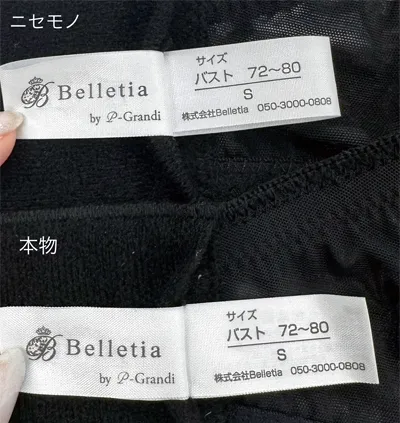 ニセモノ
Belletia
by P-Grandi
サイズ
バスト 72～80
S
株式会社Belletia 050-3000-0808
本物
Belletia
by P-Grandi
サイズ
バスト 72～80
S
株式会社Belletia 050-3000-0808